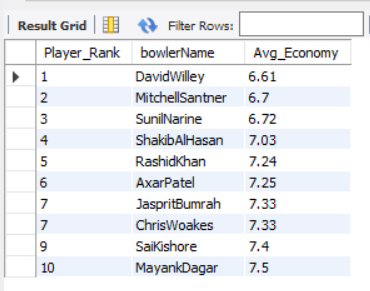 Result Grid Filter Rows:
Player_Rank bowlerName Avg_Economy
1 DavidWilley 6.61
2 MitchellSantner 6.7
3 SunilNarine 6.72
4 ShakibAlHasan 7.03
5 RashidKhan 7.24
6 AxarPatel 7.25
7 JaspritBumrah 7.33
7 ChrisWoakes 7.33
9 SaiKishore 7.4
10 MayankDagar 7.5